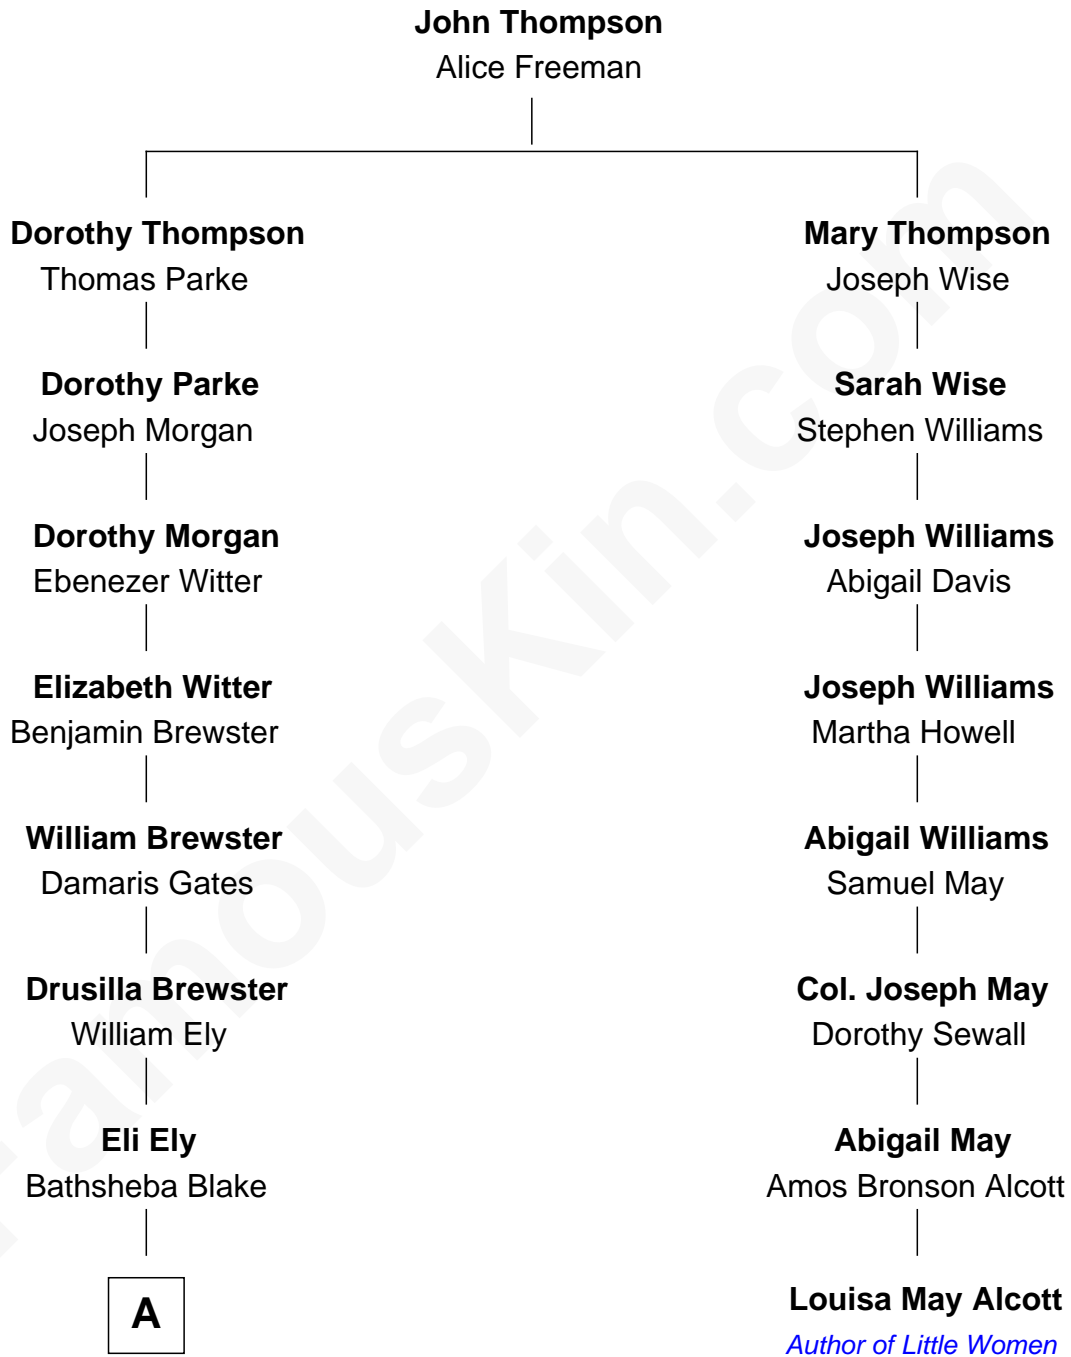 John Thompson
Alice Freeman
Dorothy Thompson
Thomas Parke
Mary Thompson
Joseph Wise
Dorothy Parke
Joseph Morgan
Sarah Wise
Stephen Williams
Dorothy Morgan
Ebenezer Witter
Joseph Williams
Abigail Davis
Elizabeth Witter
Benjamin Brewster
Joseph Williams
Martha Howell
William Brewster
Damaris Gates
Abigail Williams
Samuel May
Drusilla Brewster
William Ely
Col. Joseph May
Dorothy Sewall
Eli Ely
Bathsheba Blake
Abigail May
Amos Bronson Alcott
A
Louisa May Alcott
Author of Little Women
FamousKin.com